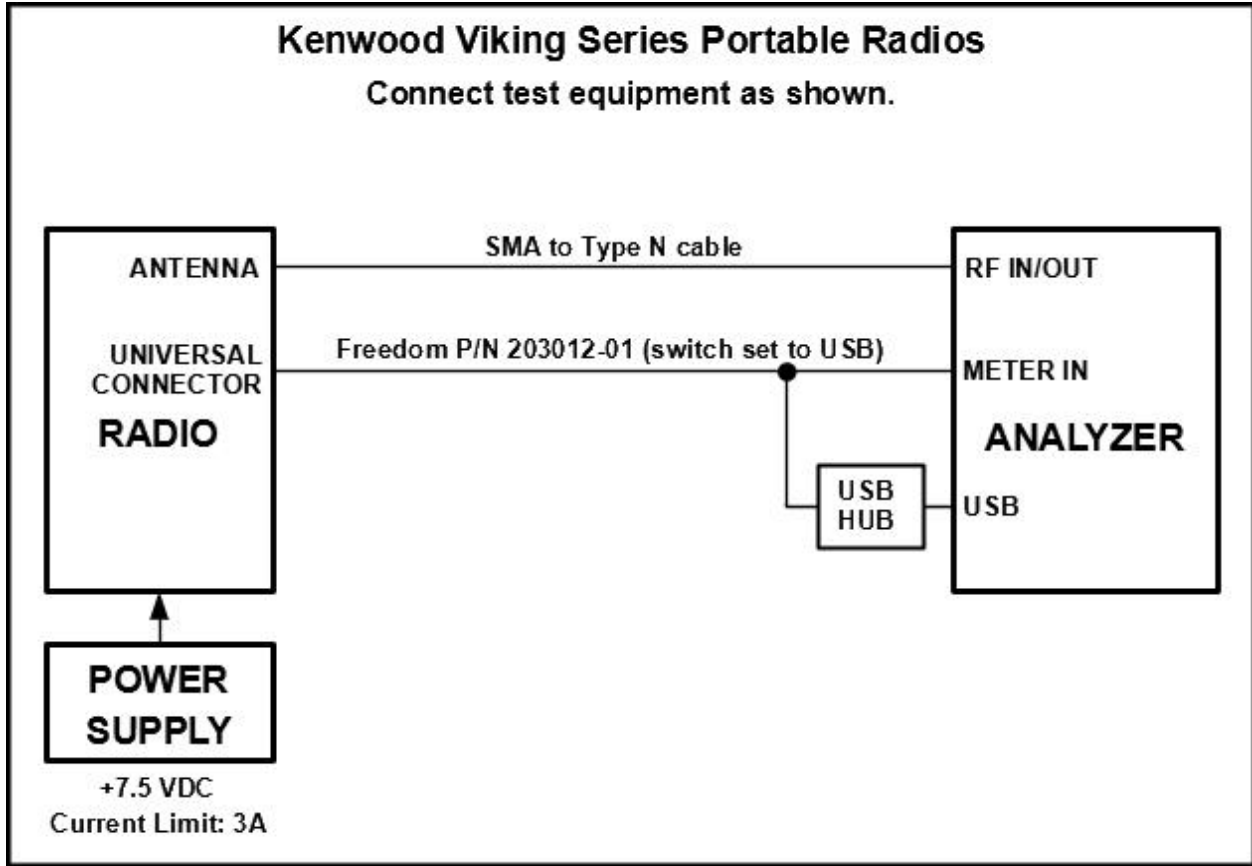 Kenwood Viking Series Portable Radios
Connect test equipment as shown.
SMA to Type N cable
ANTENNA
RF IN/OUT
Freedom P/N 203012-01 (switch set to USB)
UNIVERSAL
CONNECTOR
METER IN
RADIO
ANALYZER
USB
HUB
USB
POWER
SUPPLY
+7.5 VDC
Current Limit: 3A